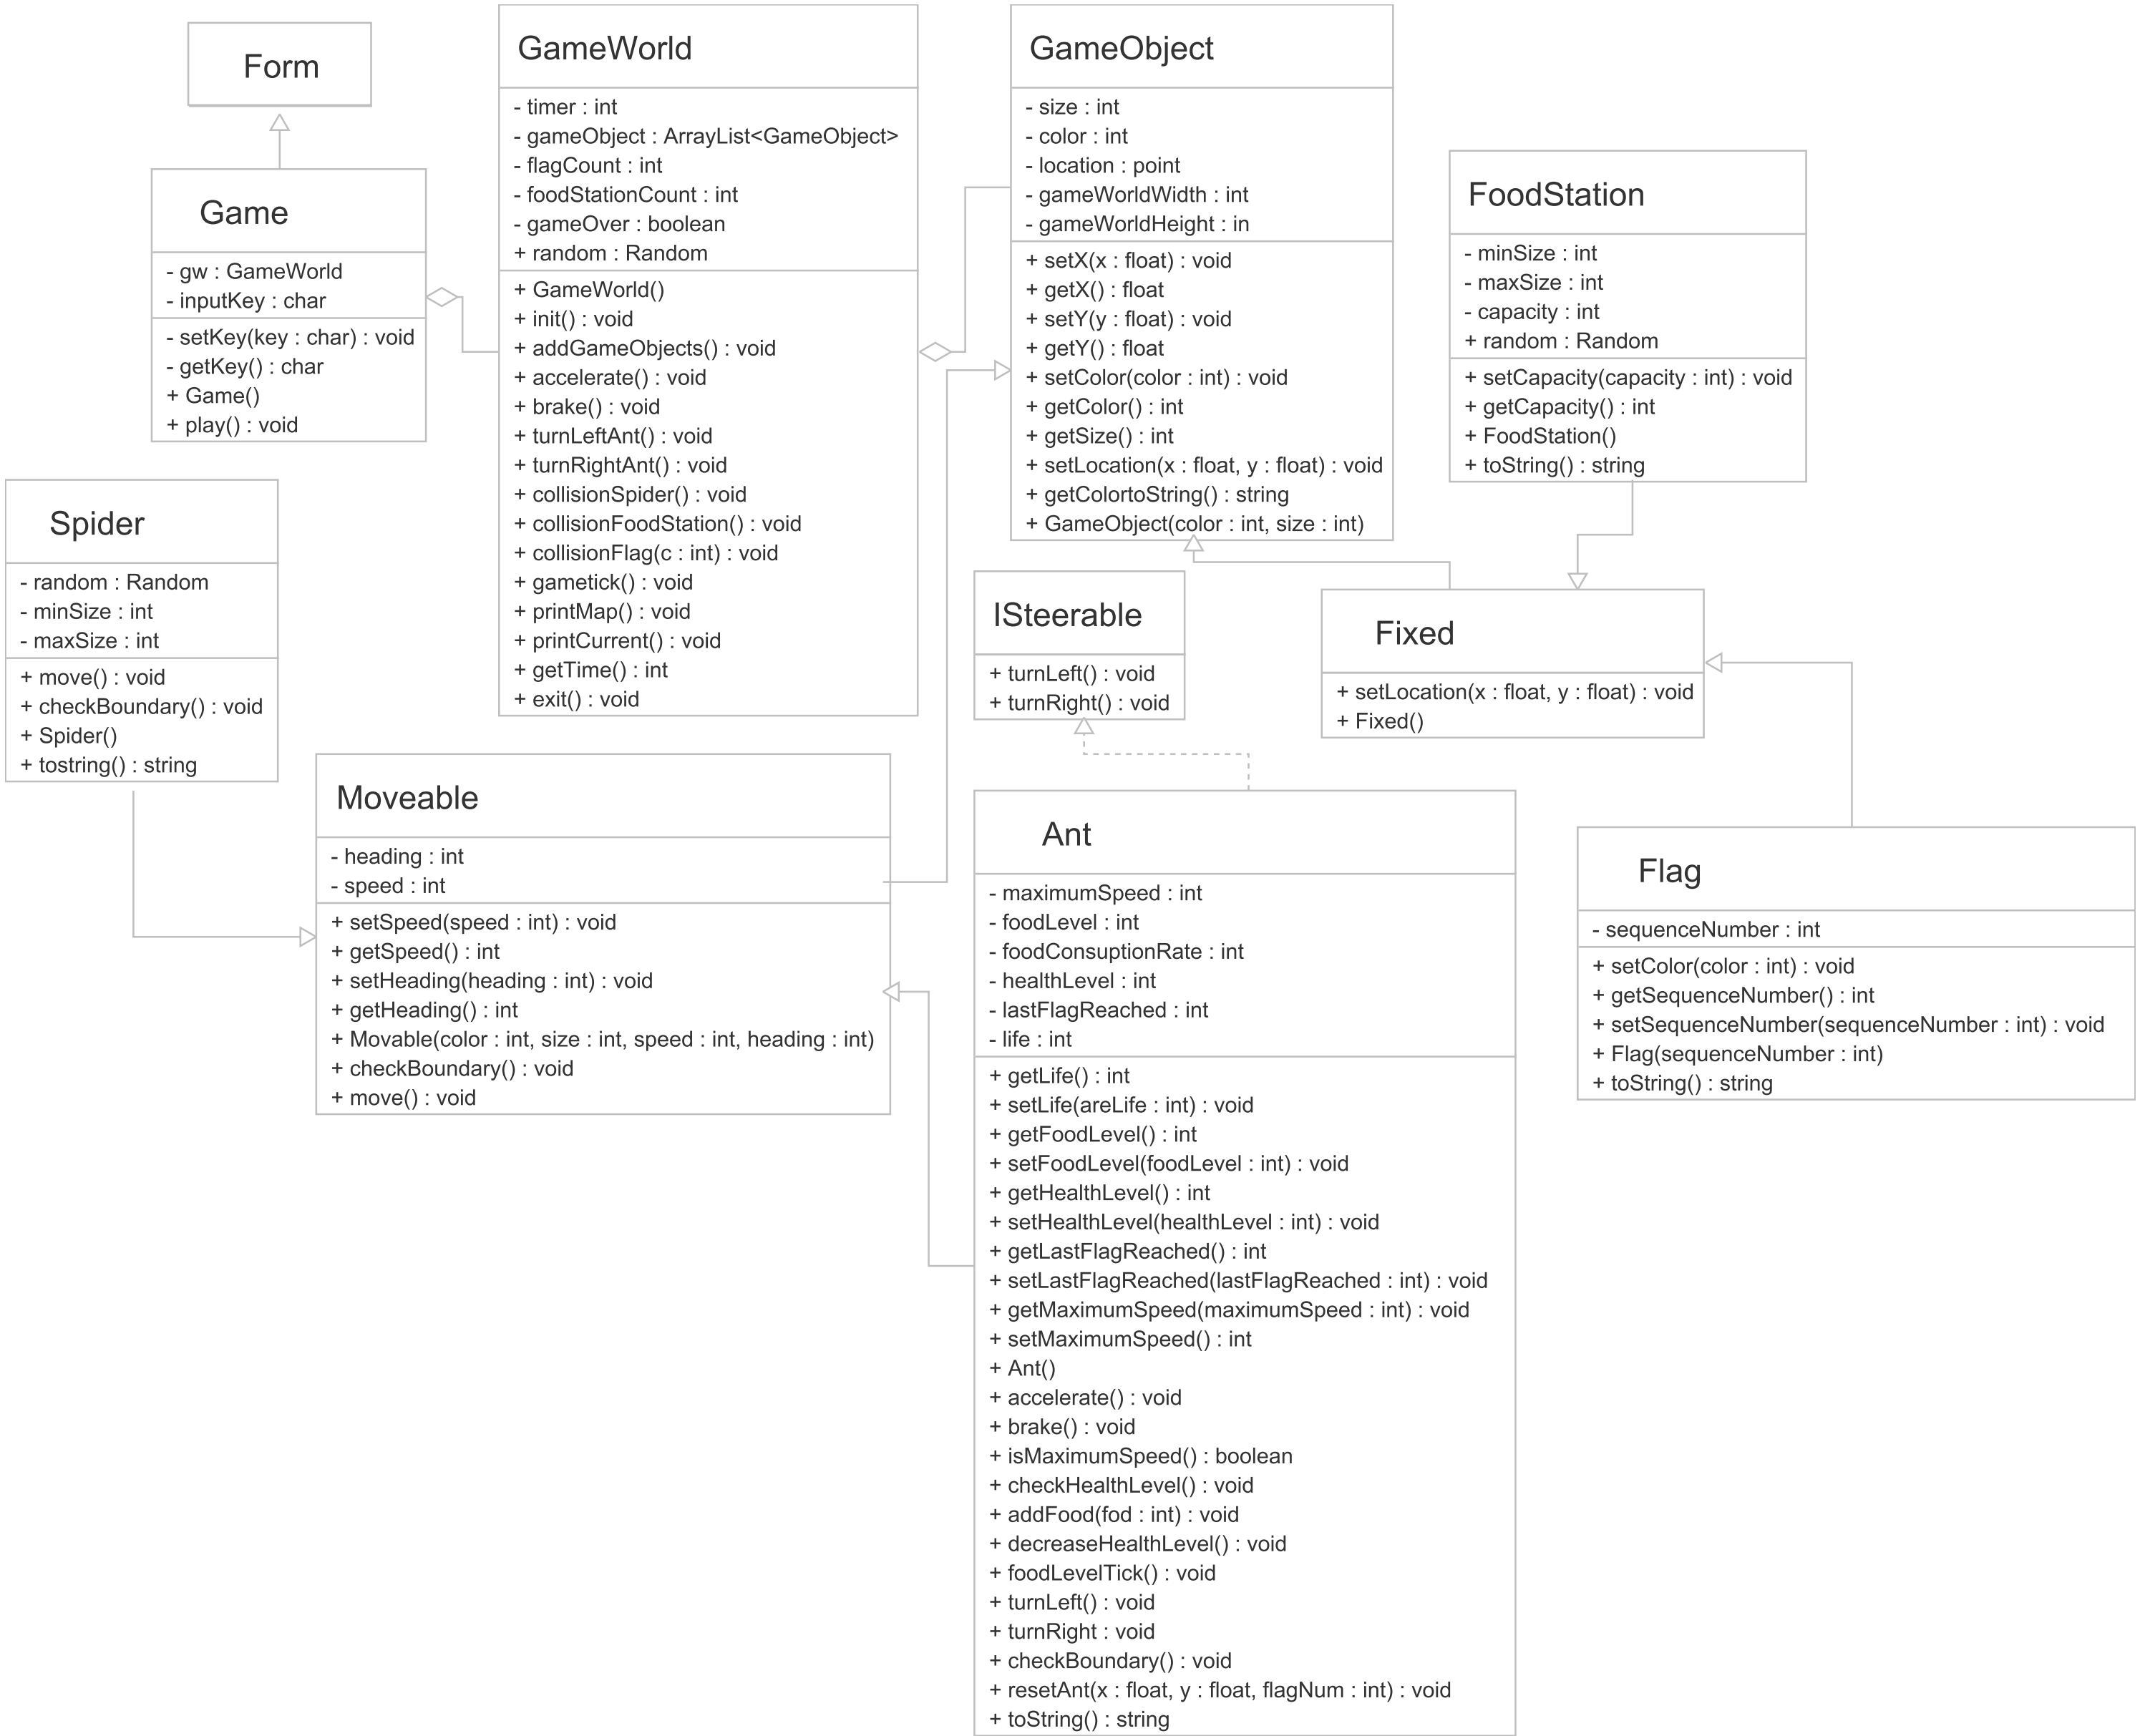 Form
Game
- gw : GameWorld
- inputKey : char
- setKey(key : char) : void
- getKey() : char
+ Game()
+ play() : void
GameWorld
- timer : int
- gameObject : ArrayList<GameObject>
- flagCount : int
- foodStationCount : int
- gameOver : boolean
+ random : Random
+ GameWorld()
+ init() : void
+ addGameObjects() : void
+ accelerate() : void
+ brake() : void
+ turnLeftAnt() : void
+ turnRightAnt() : void
+ collisionSpider() : void
+ collisionFoodStation() : void
+ collisionFlag(c : int) : void
+ gametick() : void
+ printMap() : void
+ printCurrent() : void
+ getTime() : int
+ exit() : void
GameObject
- size : int
- color : int
- location : point
- gameWorldWidth : int
- gameWorldHeight : in
+ setX(x : float) : void
+ getX() : float
+ setY(y : float) : void
+ getY() : float
+ setColor(color : int) : void
+ getColor() : int
+ getSize() : int
+ setLocation(x : float, y : float) : void
+ getColortoString() : string
+ GameObject(color : int, size : int)
FoodStation
- minSize : int
- maxSize : int
- capacity : int
+ random : Random
+ setCapacity(capacity : int) : void
+ getCapacity() : int
+ FoodStation()
+ toString() : string
Spider
- random : Random
- minSize : int
- maxSize : int
+ move() : void
+ checkBoundary() : void
+ Spider()
+ tostring() : string
ISteerable
+ turnLeft() : void
+ turnRight() : void
Fixed
+ setLocation(x : float, y : float) : void
+ Fixed()
Moveable
- heading : int
- speed : int
+ setSpeed(speed : int) : void
+ getSpeed() : int
+ setHeading(heading : int) : void
+ getHeading() : int
+ Movable(color : int, size : int, speed : int, heading : int)
+ checkBoundary() : void
+ move() : void
Ant
- maximumSpeed : int
- foodLevel : int
- foodConsuptionRate : int
- healthLevel : int
- lastFlagReached : int
- life : int
+ getLife() : int
+ setLife(areLife : int) : void
+ getFoodLevel() : int
+ setFoodLevel(foodLevel : int) : void
+ getHealthLevel() : int
+ setHealthLevel(healthLevel : int) : void
+ getLastFlagReached() : int
+ setLastFlagReached(lastFlagReached : int) : void
+ getMaximumSpeed(maximumSpeed : int) : void
+ setMaximumSpeed() : int
+ Ant()
+ accelerate() : void
+ brake() : void
+ isMaximumSpeed() : boolean
+ checkHealthLevel() : void
+ addFood(fod : int) : void
+ decreaseHealthLevel() : void
+ foodLevelTick() : void
+ turnLeft() : void
+ turnRight : void
+ checkBoundary() : void
+ resetAnt(x : float, y : float, flagNum : int) : void
+ toString() : string
Flag
- sequenceNumber : int
+ setColor(color : int) : void
+ getSequenceNumber() : int
+ setSequenceNumber(sequenceNumber : int) : void
+ Flag(sequenceNumber : int)
+ toString() : string